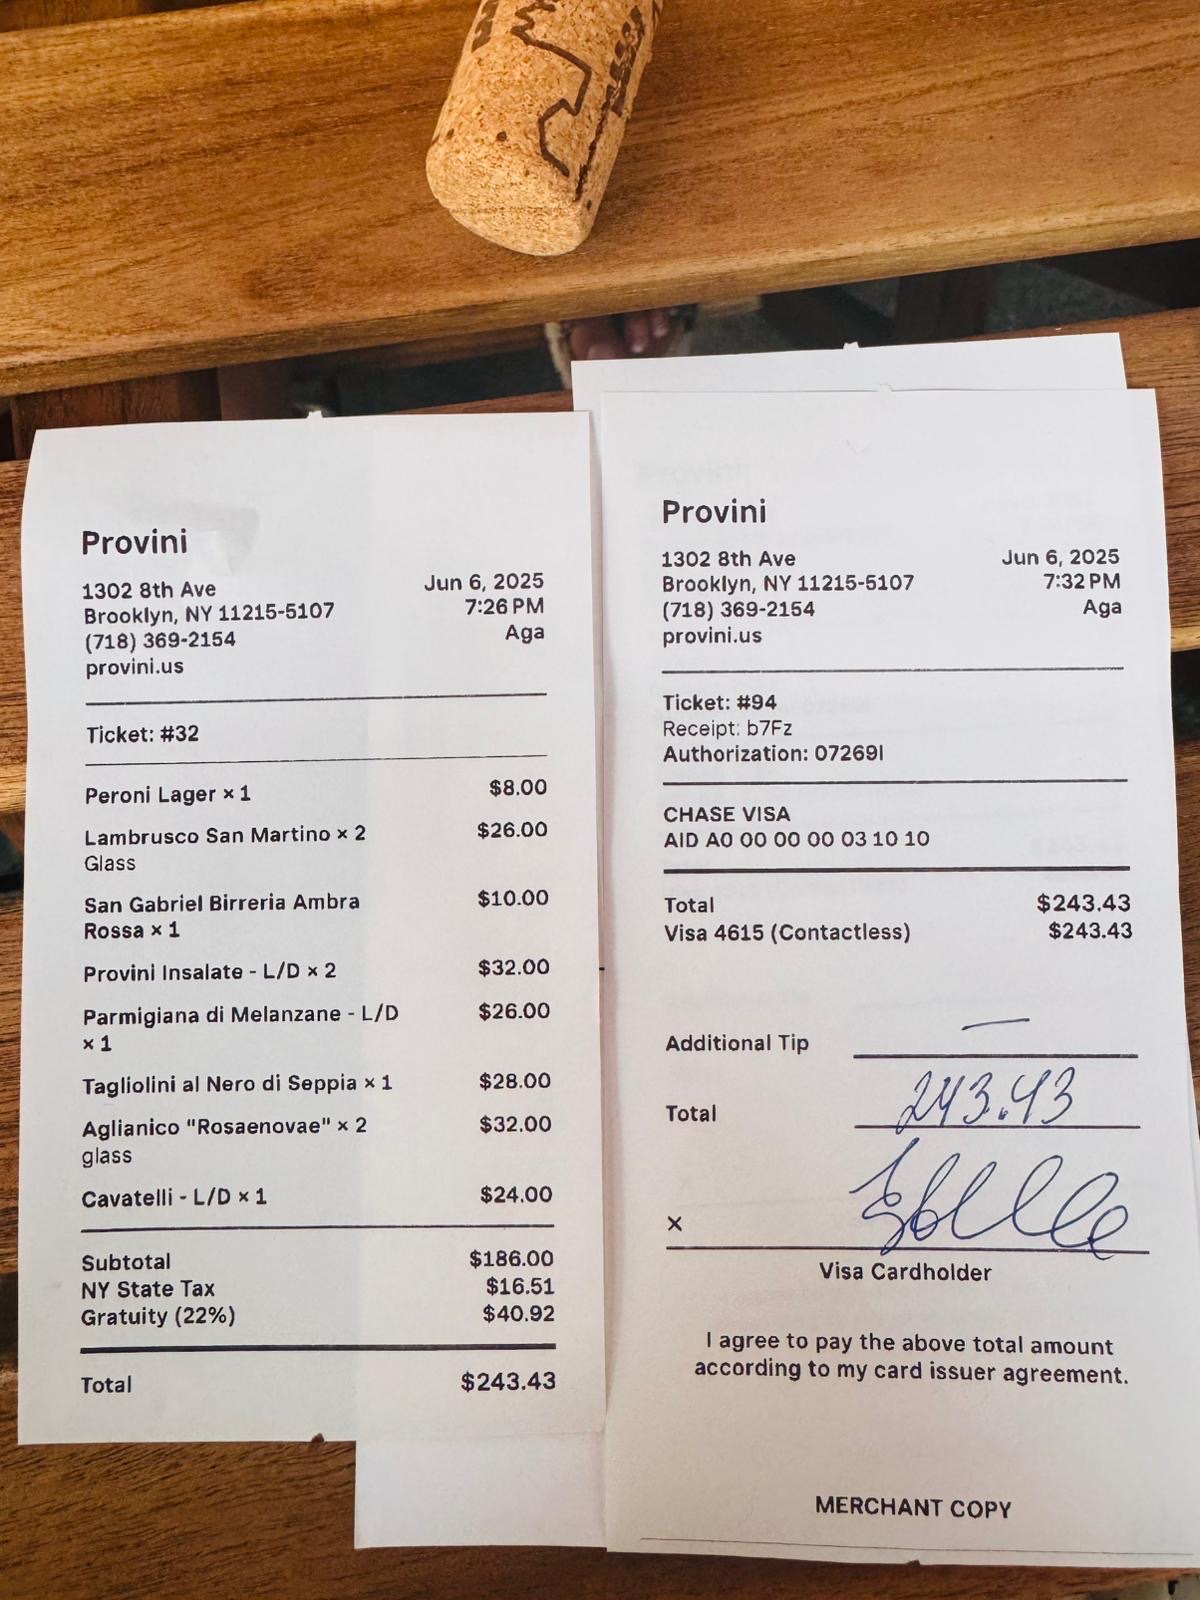 Provini
1302 8th Ave
Brooklyn, NY 11215-5107
(718) 369-2154
provini.us
Jun 6, 2025
7:26 PM
Aga
Ticket: #32
Peroni Lager × 1 $8.00
Lambrusco San Martino × 2 $26.00
Glass
San Gabriel Birreria Ambra $10.00
Rossa × 1
Provini Insalate - L/D × 2 $32.00
Parmigiana di Melanzane - L/D $26.00
× 1
Tagliolini al Nero di Seppia × 1 $28.00
Aglianico "Rosaenovae" × 2 $32.00
glass
Cavatelli - L/D × 1 $24.00
Subtotal $186.00
NY State Tax $16.51
Gratuity (22%) $40.92
Total $243.43
Provini
1302 8th Ave
Brooklyn, NY 11215-5107
(718) 369-2154
provini.us
Jun 6, 2025
7:32 PM
Aga
Ticket: #94
Receipt: b7Fz
Authorization: 07269I
CHASE VISA
AID A0 00 00 00 03 10 10
Total $243.43
Visa 4615 (Contactless) $243.43
Additional Tip —
Total 243.43
×
Visa Cardholder
I agree to pay the above total amount
according to my card issuer agreement.
MERCHANT COPY